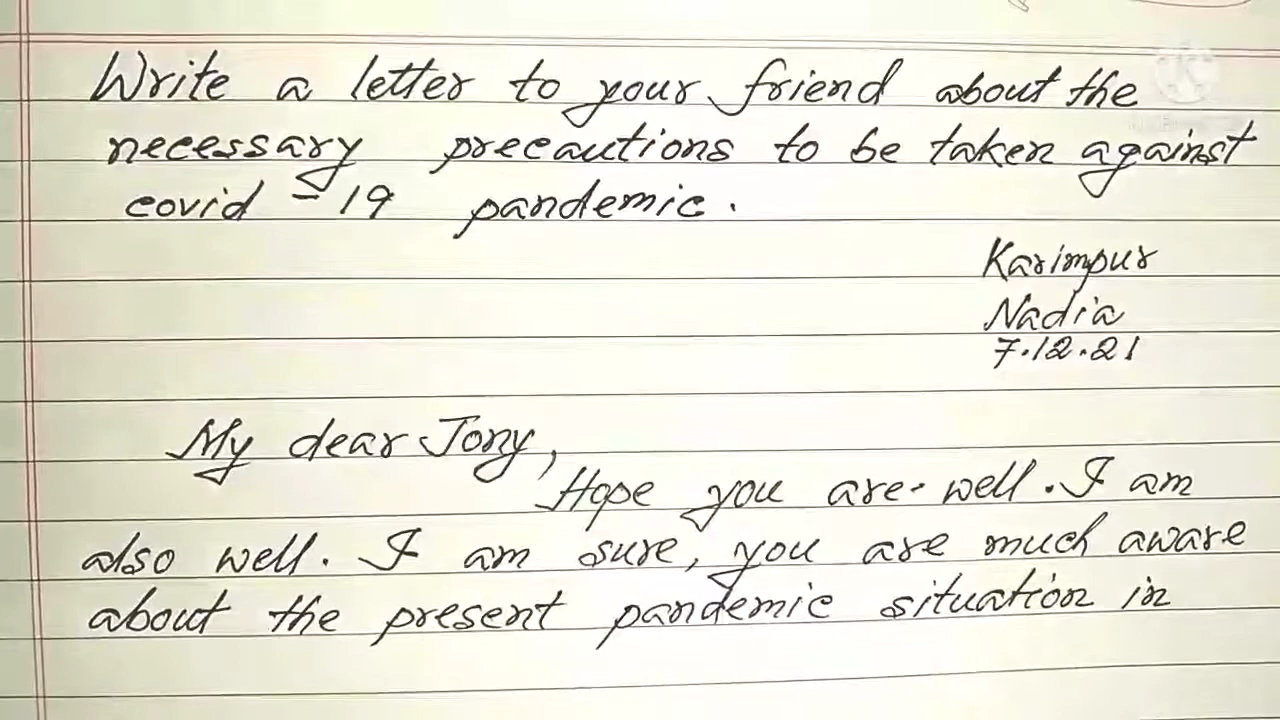 Write a letter to your friend about the
necessary precautions to be taken against
covid - 19 pandemic.
Karimpur
Nadia
7.12.21
My dear Jony,
Hope you are well. I am
also well. I am sure, you are much aware
about the present pandemic situation in